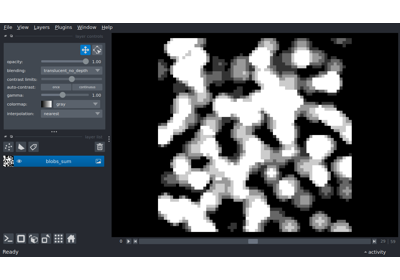 File View Layers Plugins Window Help
opacity: 1.00
blending: translucent_no_depth
contrast limits:
auto-contrast: once continuous
gamma: 1.00
colormap: gray
interpolation: nearest
blobs_sum
Ready
activity